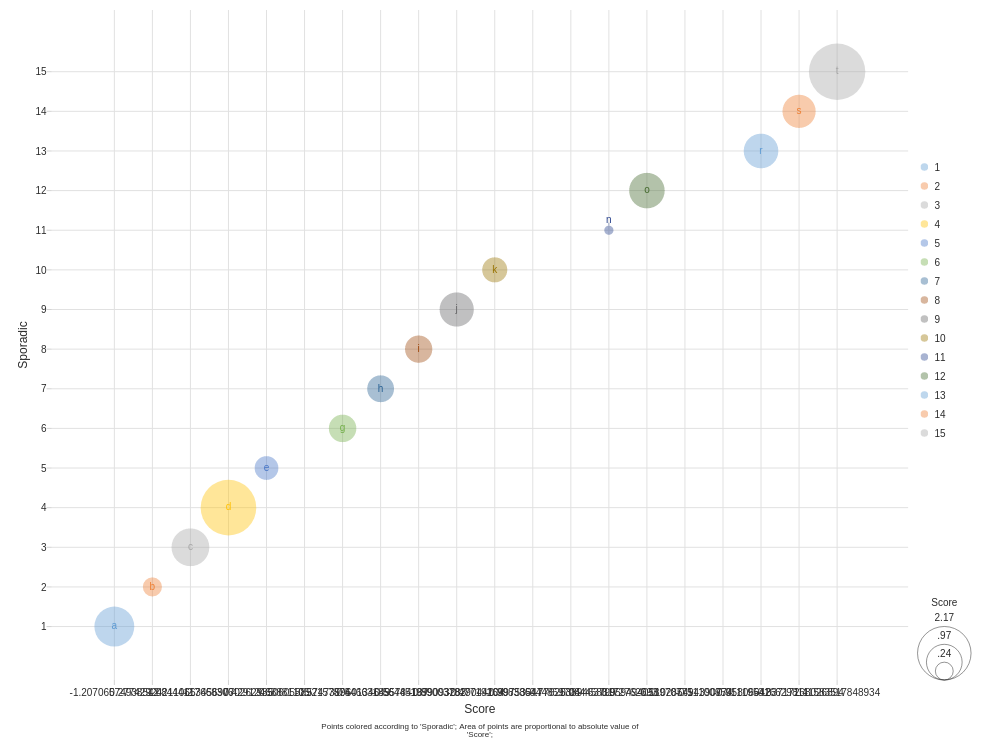 15
14
13
12
11
10
9
8
7
6
5
4
3
2
1
Sporadic
t
s
r
o
n
k
j
i
h
g
e
d
c
b
a
1
2
3
4
5
6
7
8
9
10
11
12
13
14
15
Score
2.17
.97
.24
Score
Points colored according to 'Sporadic'; Area of points are proportional to absolute value of
'Score';